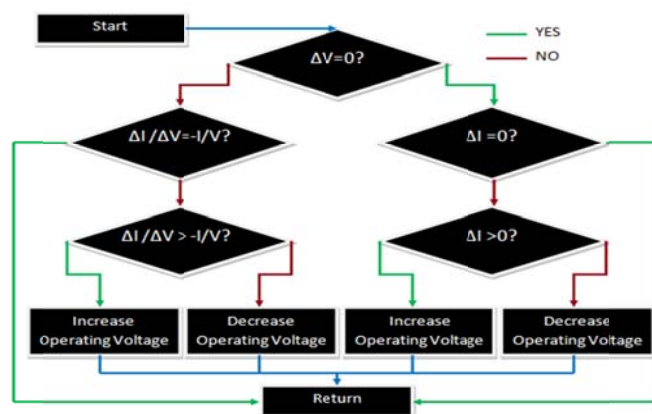 Start
YES
NO
ΔV=0?
ΔI /ΔV=-I/V?
ΔI =0?
ΔI /ΔV > -I/V?
ΔI >0?
Increase
Operating Voltage
Decrease
Operating Voltage
Increase
Operating Voltage
Decrease
Operating Voltage
Return